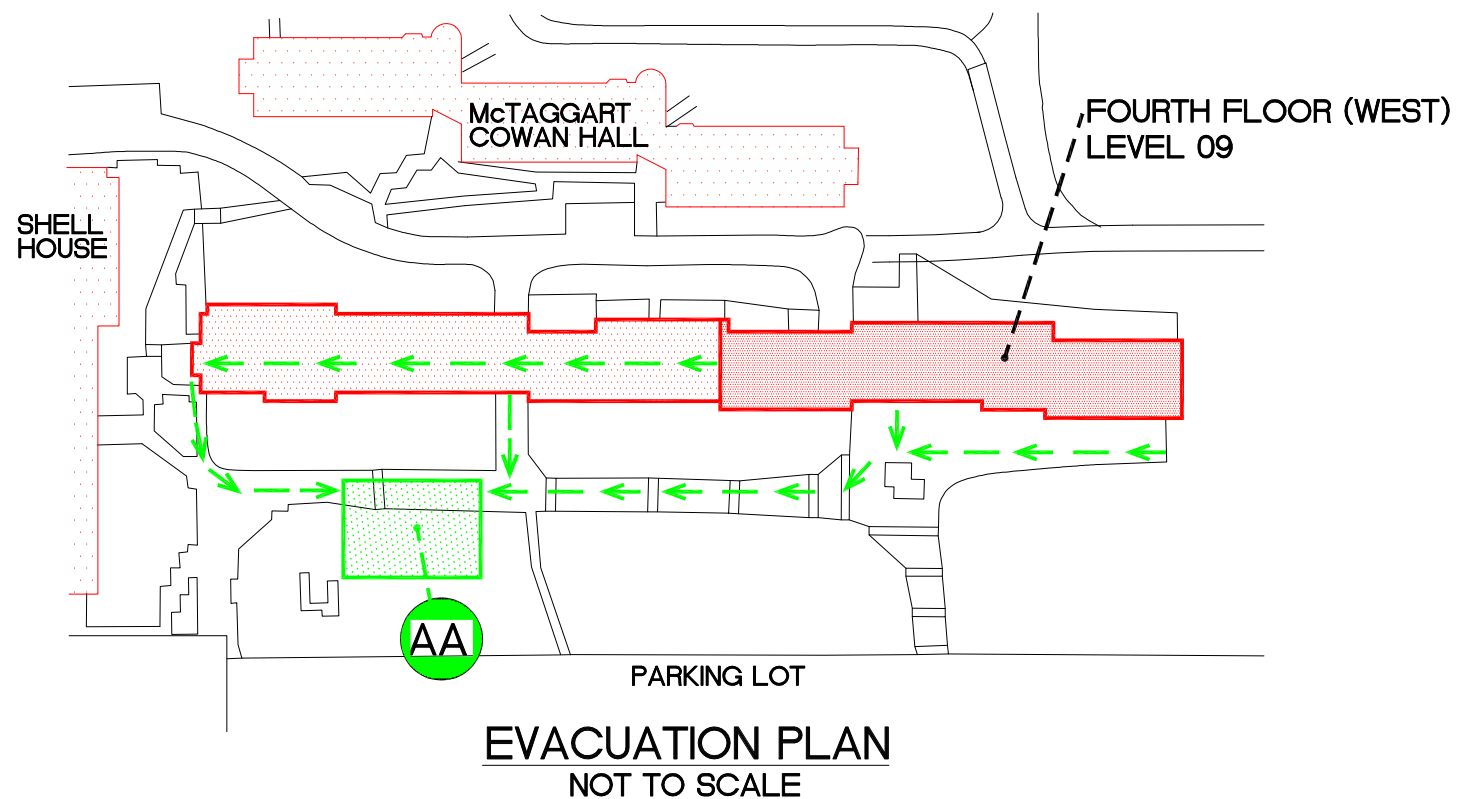 McTAGGART
COWAN HALL
FOURTH FLOOR (WEST)
LEVEL 09
SHELL
HOUSE
AA
PARKING LOT
EVACUATION PLAN
NOT TO SCALE